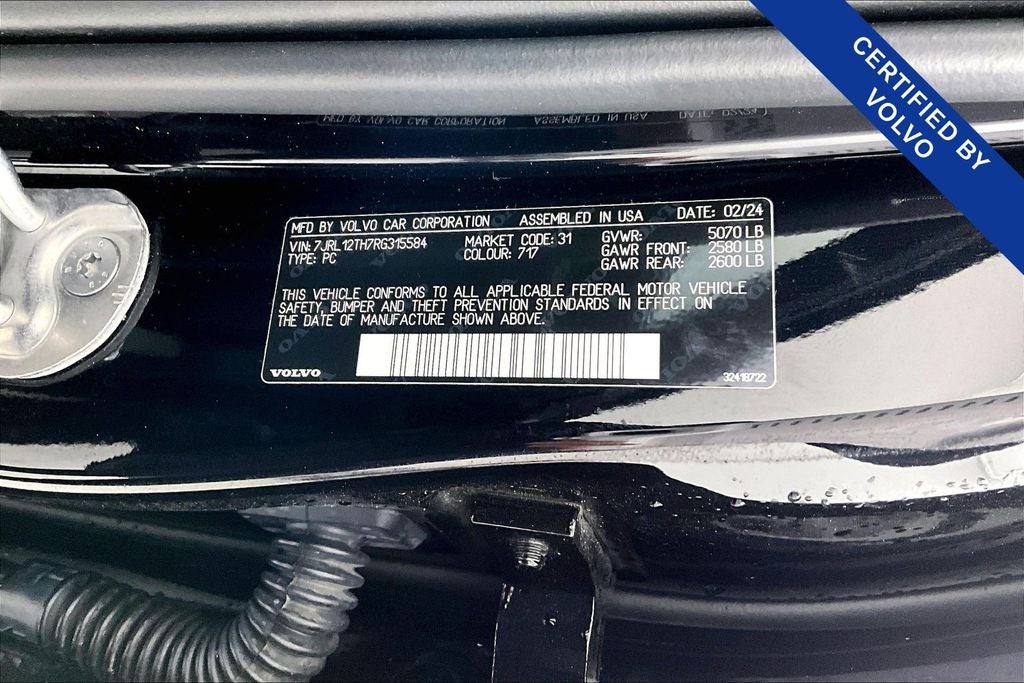 CERTIFIED BY
VOLVO
MFD BY VOLVO CAR CORPORATION ASSEMBLED IN USA DATE: 02/24
VIN: 7JRL12TH7RG315584 MARKET CODE: 31 GVWR: 5070 LB
TYPE: PC COLOUR: 717 GAWR FRONT: 2580 LB
GAWR REAR: 2600 LB
THIS VEHICLE CONFORMS TO ALL APPLICABLE FEDERAL MOTOR VEHICLE
SAFETY, BUMPER AND THEFT PREVENTION STANDARDS IN EFFECT ON
THE DATE OF MANUFACTURE SHOWN ABOVE.
VOLVO
32418722